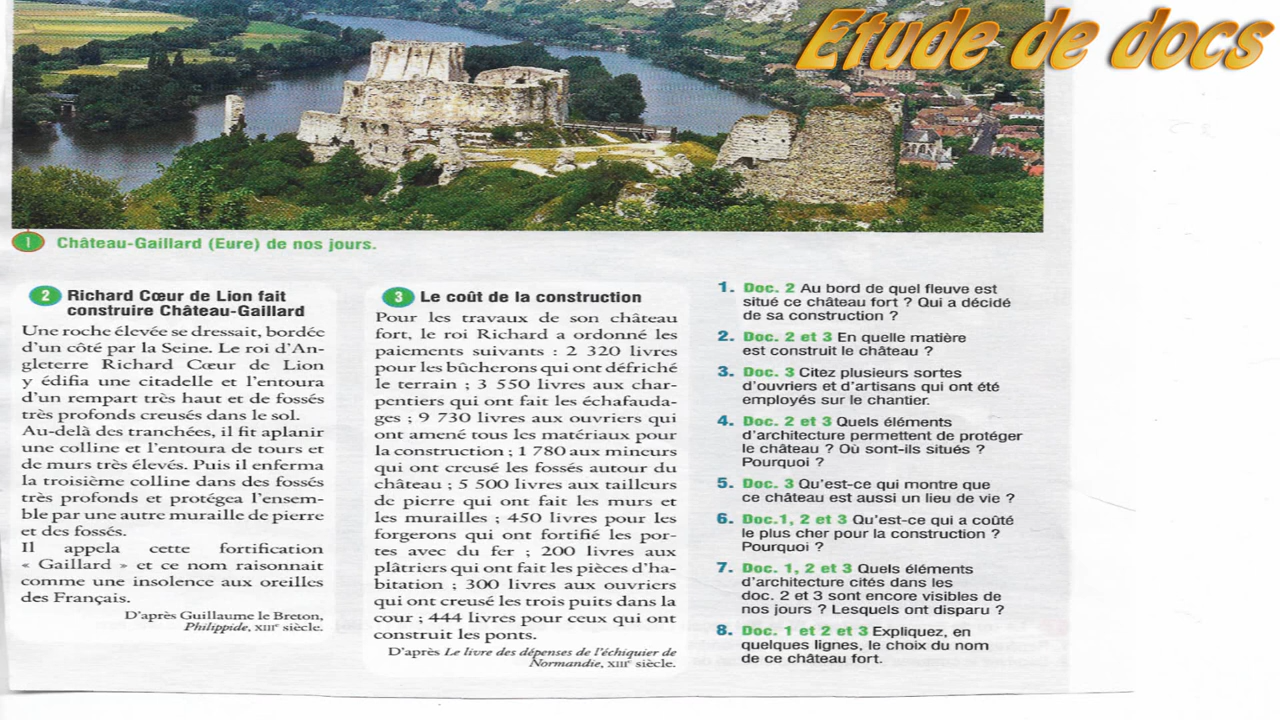 Etude de docs
1 Château-Gaillard (Eure) de nos jours.
2 Richard Cœur de Lion fait
construire Château-Gaillard
Une roche élevée se dressait, bordée
d'un côté par la Seine. Le roi d'An-
gleterre Richard Cœur de Lion
y édifia une citadelle et l'entoura
d'un rempart très haut et de fossés
très profonds creusés dans le sol.
Au-delà des tranchées, il fit aplanir
une colline et l'entoura de tours et
de murs très élevés. Puis il enferma
la troisième colline dans des fossés
très profonds et protégea l'ensem-
ble par une autre muraille de pierre
et des fossés.
Il appela cette fortification
« Gaillard » et ce nom raisonnait
comme une insolence aux oreilles
des Français.
D'après Guillaume le Breton,
Philippide, XIIIe siècle.
3 Le coût de la construction
Pour les travaux de son château
fort, le roi Richard a ordonné les
paiements suivants : 2 320 livres
pour les bûcherons qui ont défriché
le terrain ; 3 550 livres aux char-
pentiers qui ont fait les échafauda-
ges ; 9 730 livres aux ouvriers qui
ont amené tous les matériaux pour
la construction ; 1 780 aux mineurs
qui ont creusé les fossés autour du
château ; 5 500 livres aux tailleurs
de pierre qui ont fait les murs et
les murailles ; 450 livres pour les
forgerons qui ont fortifié les por-
tes avec du fer ; 200 livres aux
plâtriers qui ont fait les pièces d'ha-
bitation ; 300 livres aux ouvriers
qui ont creusé les trois puits dans la
cour ; 444 livres pour ceux qui ont
construit les ponts.
D'après Le livre des dépenses de l'échiquier de
Normandie, XIIIe siècle.
1. Doc. 2 Au bord de quel fleuve est
situé ce château fort ? Qui a décidé
de sa construction ?
2. Doc. 2 et 3 En quelle matière
est construit le château ?
3. Doc. 3 Citez plusieurs sortes
d'ouvriers et d'artisans qui ont été
employés sur le chantier.
4. Doc. 2 et 3 Quels éléments
d'architecture permettent de protéger
le château ? Où sont-ils situés ?
Pourquoi ?
5. Doc. 3 Qu'est-ce qui montre que
ce château est aussi un lieu de vie ?
6. Doc.1, 2 et 3 Qu'est-ce qui a coûté
le plus cher pour la construction ?
Pourquoi ?
7. Doc. 1, 2 et 3 Quels éléments
d'architecture cités dans les
doc. 2 et 3 sont encore visibles de
nos jours ? Lesquels ont disparu ?
8. Doc. 1 et 2 et 3 Expliquez, en
quelques lignes, le choix du nom
de ce château fort.